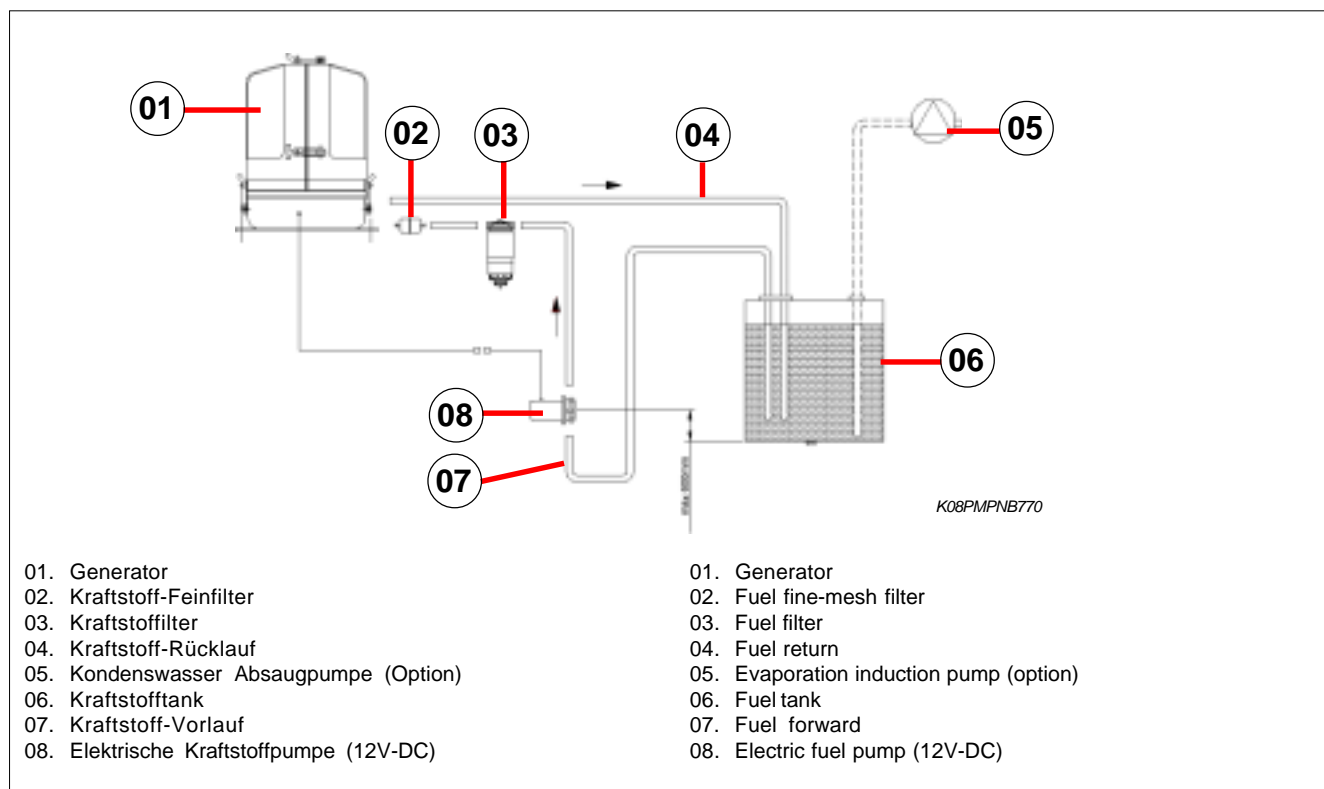 01
02
03
04
05
06
08
07
K08PMPNB770
01. Generator
02. Kraftstoff-Feinfilter
03. Kraftstoffilter
04. Kraftstoff-Rücklauf
05. Kondenswasser Absaugpumpe (Option)
06. Kraftstofftank
07. Kraftstoff-Vorlauf
08. Elektrische Kraftstoffpumpe (12V-DC)
01. Generator
02. Fuel fine-mesh filter
03. Fuel filter
04. Fuel return
05. Evaporation induction pump (option)
06. Fuel tank
07. Fuel forward
08. Electric fuel pump (12V-DC)